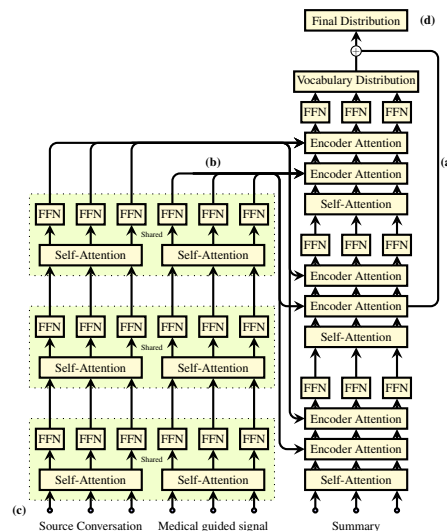 Final Distribution (d)
Vocabulary Distribution
FFN FFN FFN
Encoder Attention
(b) (a
Encoder Attention
Self-Attention
FFN FFN FFN FFN FFN FFN
Shared
Self-Attention Self-Attention
FFN FFN FFN
Encoder Attention
Encoder Attention
Self-Attention
FFN FFN FFN FFN FFN FFN
Shared
Self-Attention Self-Attention
FFN FFN FFN
Encoder Attention
FFN FFN FFN FFN FFN FFN
Encoder Attention
Shared
Self-Attention Self-Attention Self-Attention
(c)
Source Conversation Medical guided signal Summary